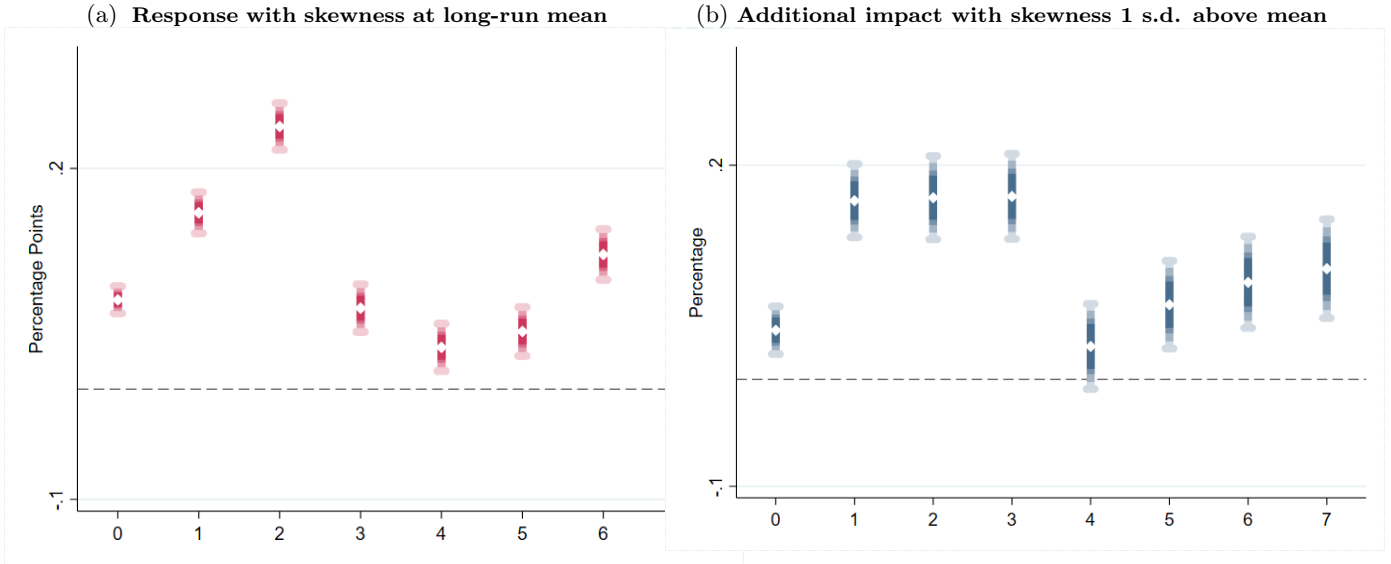 (a) Response with skewness at long-run mean
Percentage Points
.2
-.1
0 1 2 3 4 5 6
(b) Additional impact with skewness 1 s.d. above mean
Percentage
.2
-.1
0 1 2 3 4 5 6 7